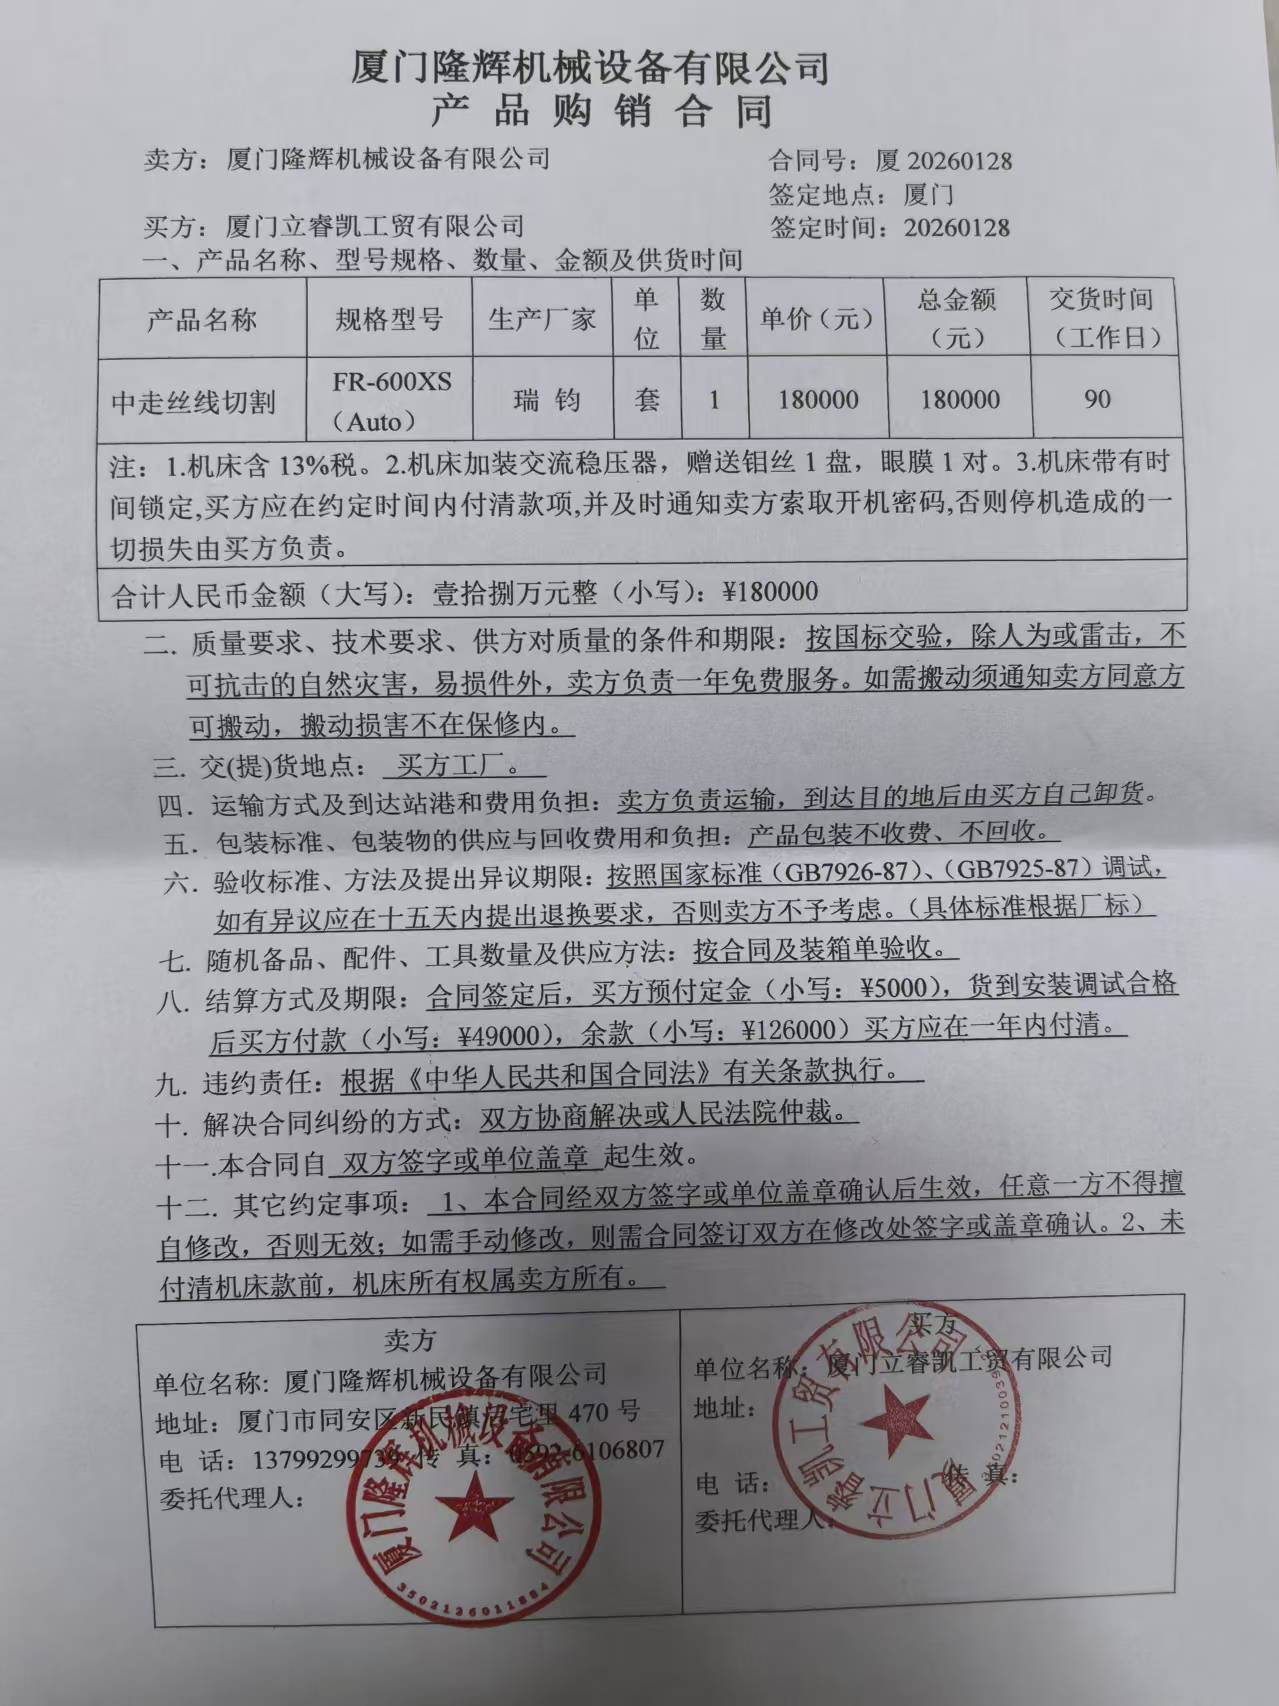 厦门隆辉机械设备有限公司
产品购销合同
卖方：厦门隆辉机械设备有限公司
合同号：厦 20260128
签定地点：厦门
买方：厦门立睿凯工贸有限公司
签定时间：20260128
一、产品名称、型号规格、数量、金额及供货时间
产品名称 规格型号 生产厂家 单位 数量 单价（元） 总金额（元） 交货时间（工作日）
中走丝线切割 FR-600XS（Auto） 瑞 钧 套 1 180000 180000 90
注：1.机床含 13%税。2.机床加装交流稳压器，赠送钼丝 1 盘，眼膜 1 对。3.机床带有时
间锁定,买方应在约定时间内付清款项,并及时通知卖方索取开机密码,否则停机造成的一
切损失由买方负责。
合计人民币金额（大写）：壹拾捌万元整（小写）：¥180000
二. 质量要求、技术要求、供方对质量的条件和期限：按国标交验，除人为或雷击，不
可抗击的自然灾害，易损件外，卖方负责一年免费服务。如需搬动须通知卖方同意方
可搬动，搬动损害不在保修内。
三. 交(提)货地点： 买方工厂。
四. 运输方式及到达站港和费用负担：卖方负责运输，到达目的地后由买方自己卸货。
五. 包装标准、包装物的供应与回收费用和负担：产品包装不收费、不回收。
六. 验收标准、方法及提出异议期限：按照国家标准（GB7926-87）、（GB7925-87）调试，
如有异议应在十五天内提出退换要求，否则卖方不予考虑。（具体标准根据厂标）
七. 随机备品、配件、工具数量及供应方法：按合同及装箱单验收。
八. 结算方式及期限：合同签定后，买方预付定金（小写：¥5000），货到安装调试合格
后买方付款（小写：¥49000），余款（小写：¥126000）买方应在一年内付清。
九. 违约责任：根据《中华人民共和国合同法》有关条款执行。
十. 解决合同纠纷的方式：双方协商解决或人民法院仲裁。
十一.本合同自 双方签字或单位盖章 起生效。
十二. 其它约定事项： 1、本合同经双方签字或单位盖章确认后生效，任意一方不得擅
自修改，否则无效；如需手动修改，则需合同签订双方在修改处签字或盖章确认。2、未
付清机床款前，机床所有权属卖方所有。
卖方
单位名称：厦门隆辉机械设备有限公司
地址：厦门市同安区新民镇 宅里 470 号
电 话：13799299739 传 真：0592-6106807
委托代理人：
厦门隆辉机械设备有限公司
3502126011884
买方
单位名称：厦门立睿凯工贸有限公司
地址：
电 话： 传 真：
委托代理人：
厦门立睿凯工贸有限公司